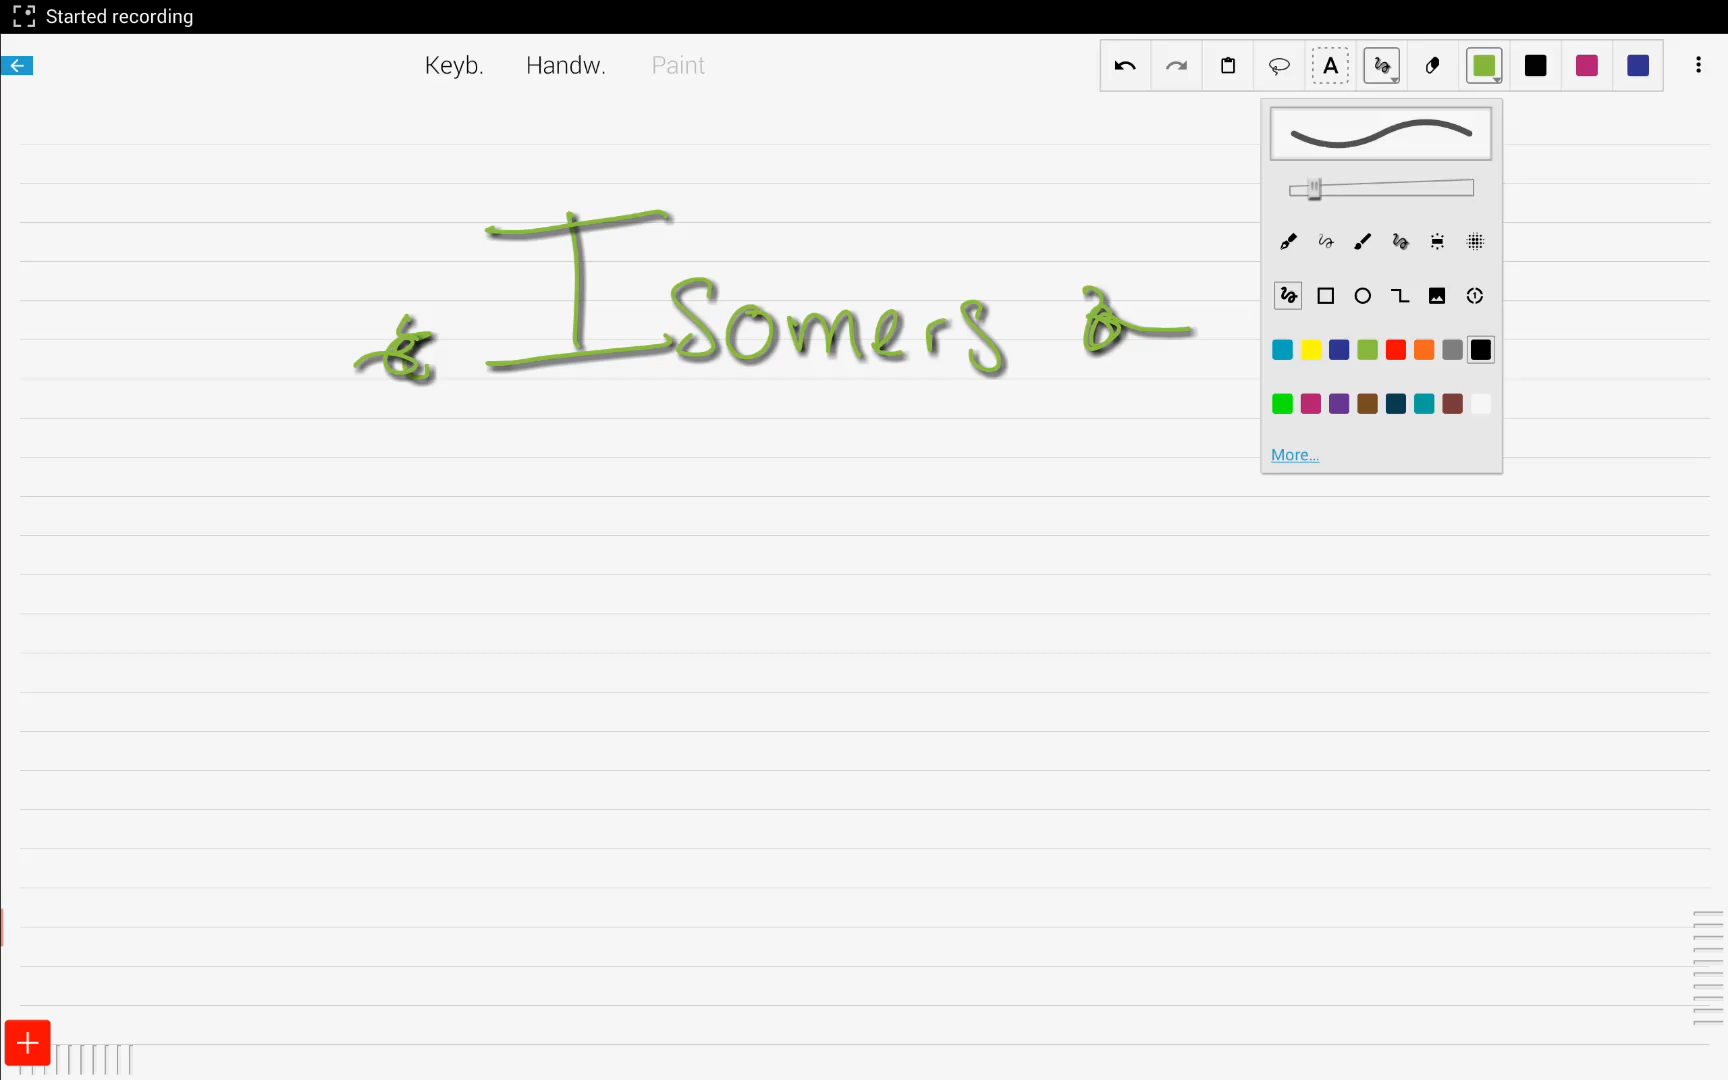 Started recording
Keyb. Handw. Paint
A
Isomers
More...